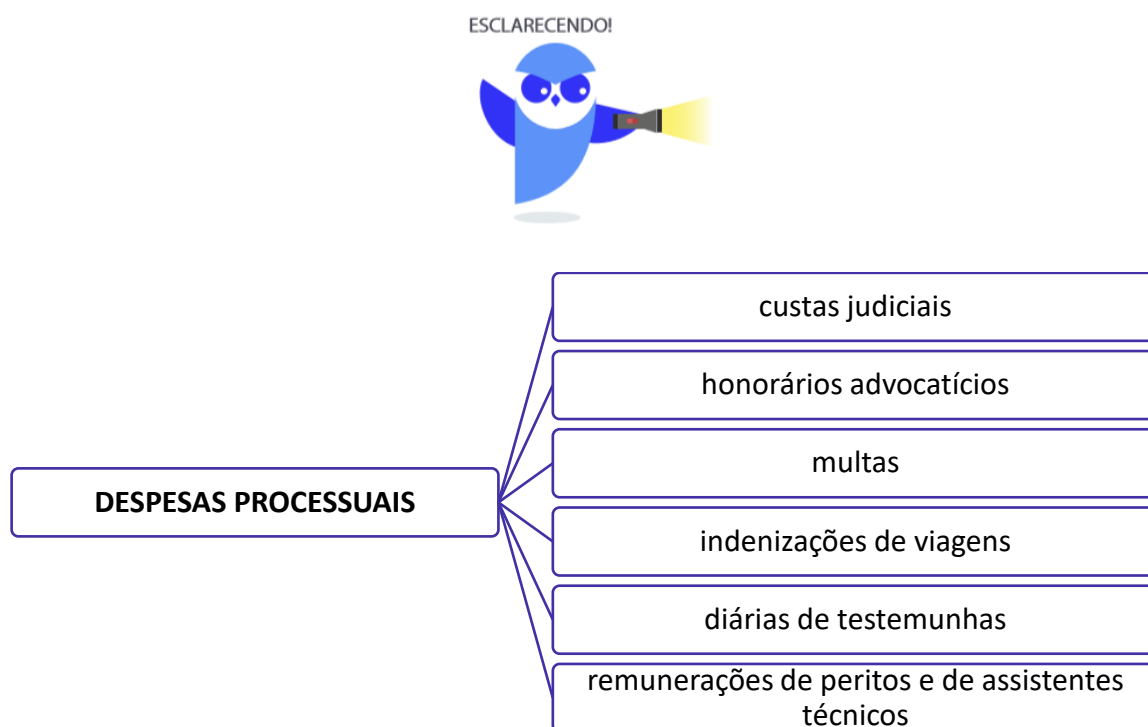 ESCLARECENDO!
custas judiciais
honorários advocatícios
multas
DESPESAS PROCESSUAIS
indenizações de viagens
diárias de testemunhas
remunerações de peritos e de assistentes
técnicos